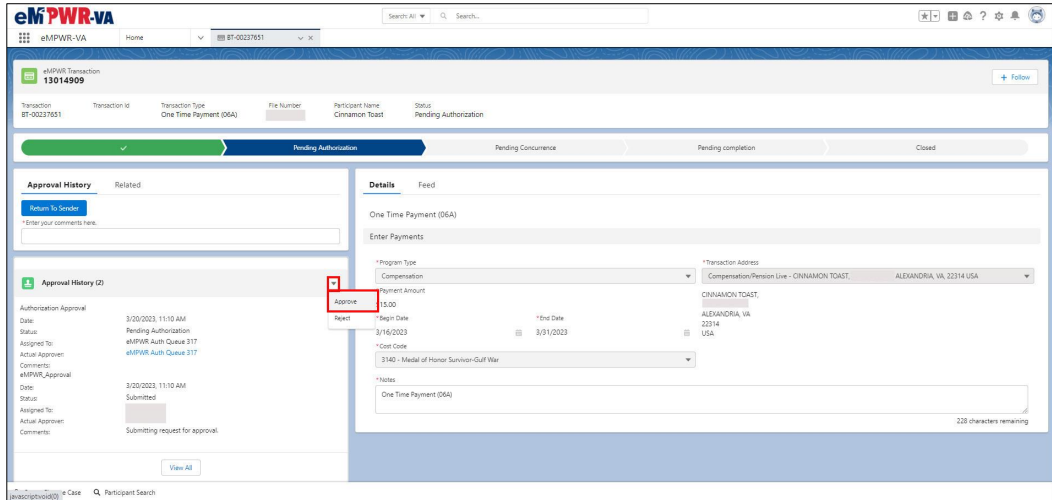 eMPWR-VA
Search: All Search...
eMPWR-VA Home BT-00237651
eMPWR Transaction
13014909
+ Follow
Transaction Transaction Id Transaction Type File Number Participant Name Status
BT-00237651 One Time Payment (06A) Cinnamon Toast Pending Authorization
Pending Authorization Pending Concurrence Pending completion Closed
Approval History Related
Return To Sender
*Enter your comments here.
Approval History (2)
Approve
Reject
Authorization Approval
Date: 3/20/2023, 11:10 AM
Status: Pending Authorization
Assigned To: eMPWR Auth Queue 317
Actual Approver: eMPWR Auth Queue 317
Comments:
eMPWR_Approval
Date: 3/20/2023, 11:10 AM
Status: Submitted
Assigned To:
Actual Approver:
Comments: Submitting request for approval.
View All
Details Feed
One Time Payment (06A)
Enter Payments
*Program Type
Compensation
*Transaction Address
Compensation/Pension Live - CINNAMON TOAST, ALEXANDRIA, VA, 22314 USA
Payment Amount
15.00
CINNAMON TOAST,
ALEXANDRIA, VA
22314
USA
*Begin Date *End Date
3/16/2023 3/31/2023
*Cost Code
3140 - Medal of Honor Survivor-Gulf War
*Notes
One Time Payment (06A)
228 characters remaining
javascript:void(0) e Case Participant Search